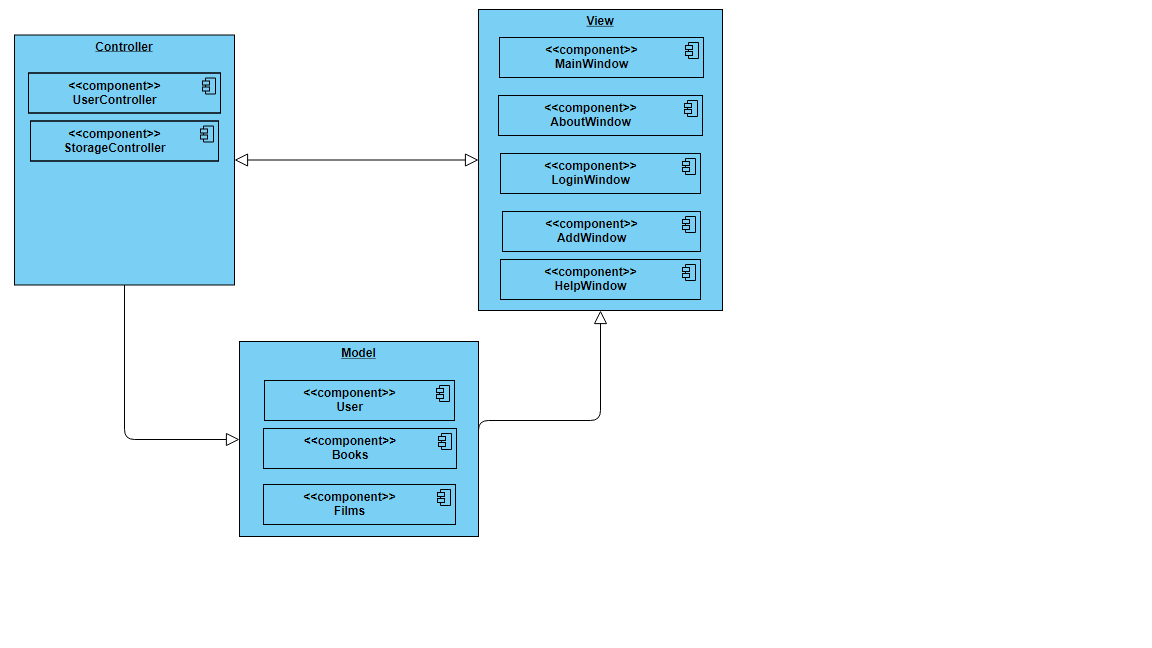 Controller
<<component>>
UserController
<<component>>
StorageController
View
<<component>>
MainWindow
<<component>>
AboutWindow
<<component>>
LoginWindow
<<component>>
AddWindow
<<component>>
HelpWindow
Model
<<component>>
User
<<component>>
Books
<<component>>
Films